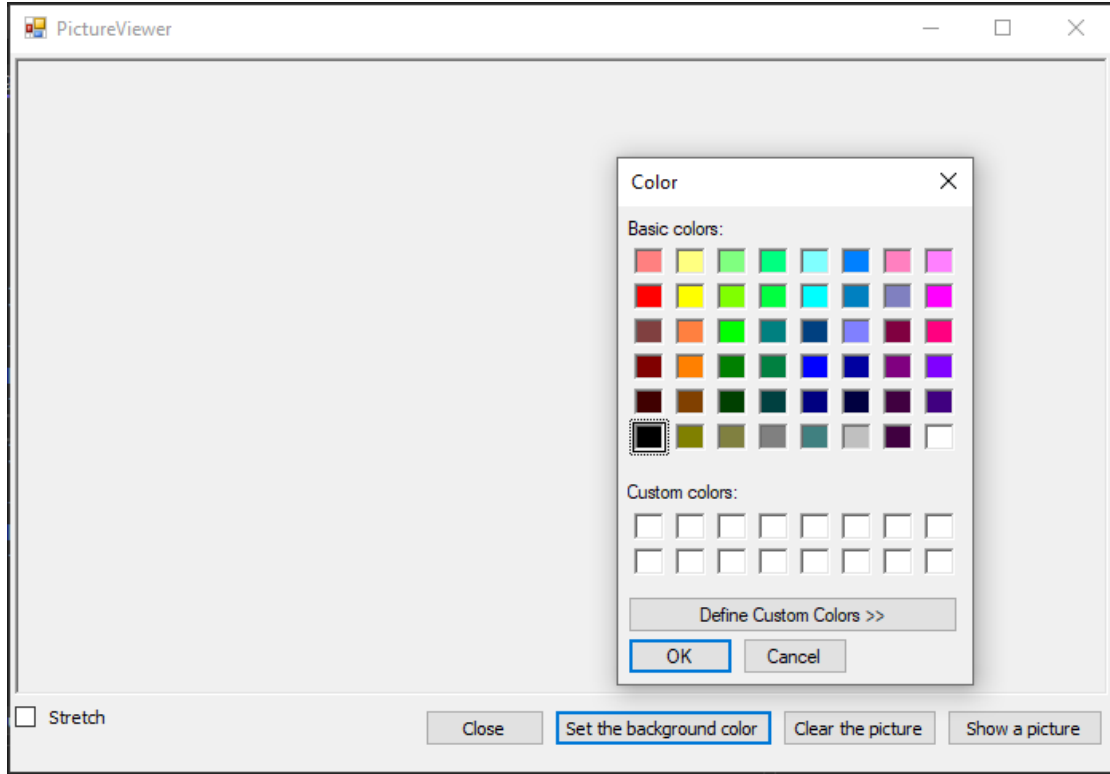 PictureViewer
Color
Basic colors:
Custom colors:
Define Custom Colors >>
OK Cancel
Stretch
Close Set the background color Clear the picture Show a picture